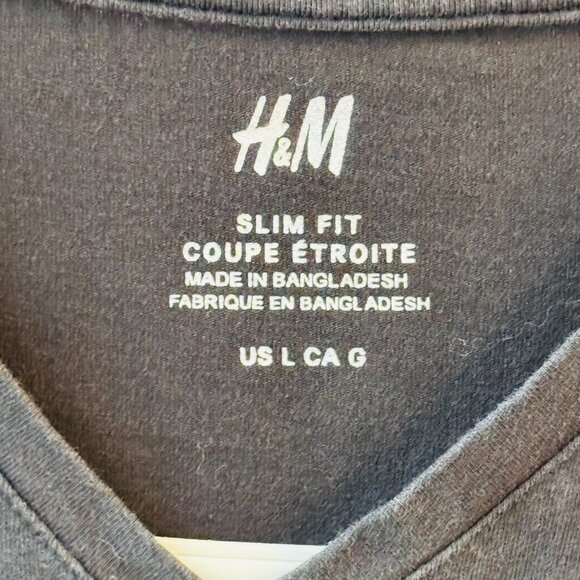 H&M
SLIM FIT
COUPE ÉTROITE
MADE IN BANGLADESH
FABRIQUE EN BANGLADESH
US L CA G